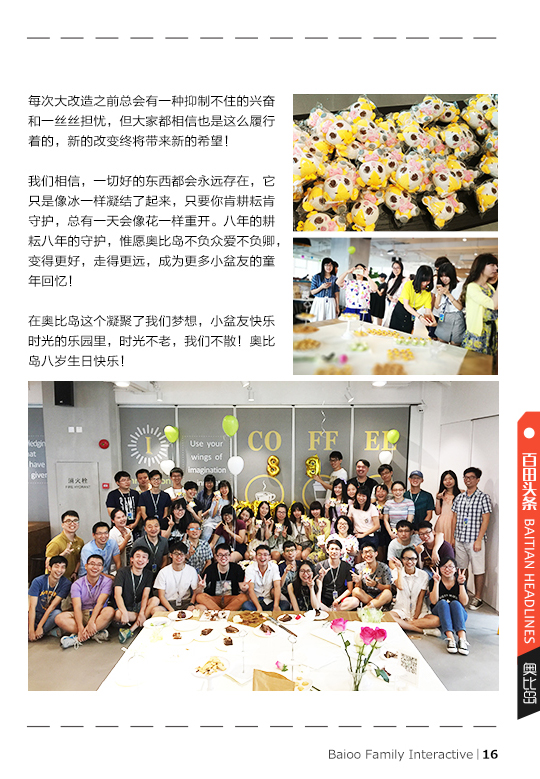 每次大改造之前总会有一种抑制不住的兴奋
和一丝丝担忧，但大家都相信也是这么履行
着的，新的改变终将带来新的希望！
我们相信，一切好的东西都会永远存在，它
只是像冰一样凝结了起来，只要你肯耕耘肯
守护，总有一天会像花一样重开。八年的耕
耘八年的守护，惟愿奥比岛不负众爱不负卿，
变得更好，走得更远，成为更多小盆友的童
年回忆！
在奥比岛这个凝聚了我们梦想，小盆友快乐
时光的乐园里，时光不老，我们不散！奥比
岛八岁生日快乐！
Use your
wings of
imagination
CO FF EE
消火栓
百田头条 BAITIAN HEADLINES
奥比岛
Baioo Family Interactive | 16